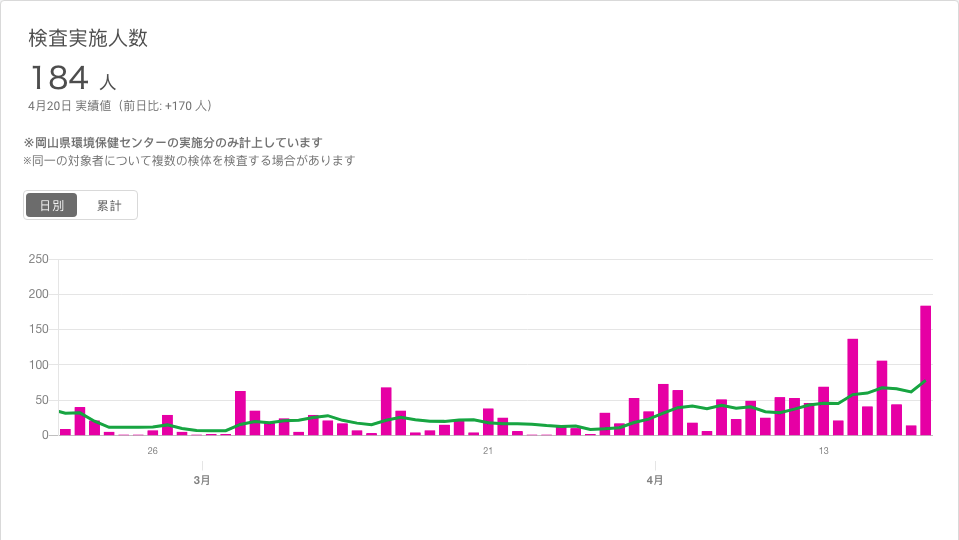 検査実施人数
184 人
4月20日 実績値（前日比: +170 人）
※岡山県環境保健センターの実施分のみ計上しています
※同一の対象者について複数の検体を検査する場合があります
日別 累計
250
200
150
100
50
0
26 21 13
3月 4月